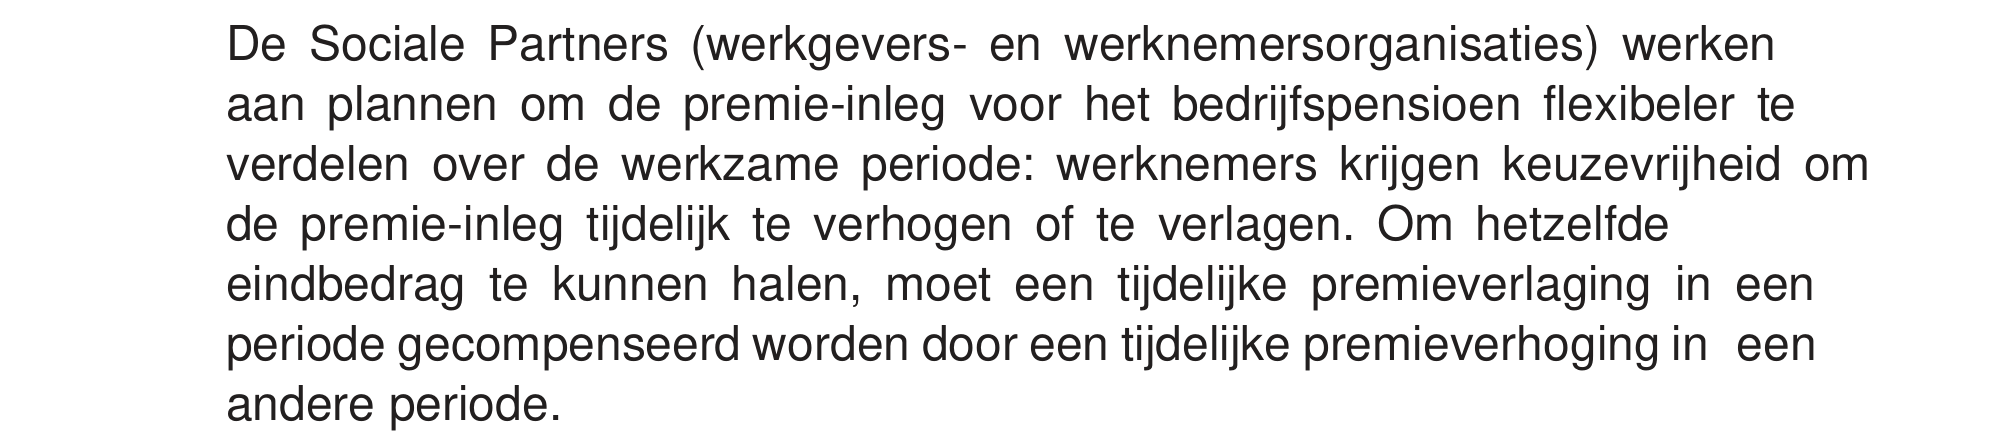 De Sociale Partners (werkgevers- en werknemersorganisaties) werken
aan plannen om de premie-inleg voor het bedrijfspensioen flexibeler te
verdelen over de werkzame periode: werknemers krijgen keuzevrijheid om
de premie-inleg tijdelijk te verhogen of te verlagen. Om hetzelfde
eindbedrag te kunnen halen, moet een tijdelijke premieverlaging in een
periode gecompenseerd worden door een tijdelijke premieverhoging in een
andere periode.